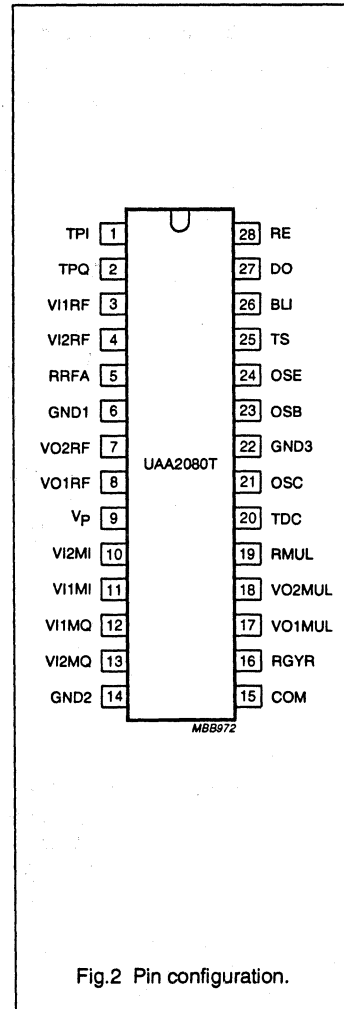 TPI 1 28 RE
TPQ 2 27 DO
VI1RF 3 26 BLI
VI2RF 4 25 TS
RRFA 5 24 OSE
GND1 6 23 OSB
VO2RF 7 22 GND3
UAA2080T
VO1RF 8 21 OSC
VP 9 20 TDC
VI2MI 10 19 RMUL
VI1MI 11 18 VO2MUL
VI1MQ 12 17 VO1MUL
VI2MQ 13 16 RGYR
GND2 14 15 COM
MBB972
Fig.2 Pin configuration.